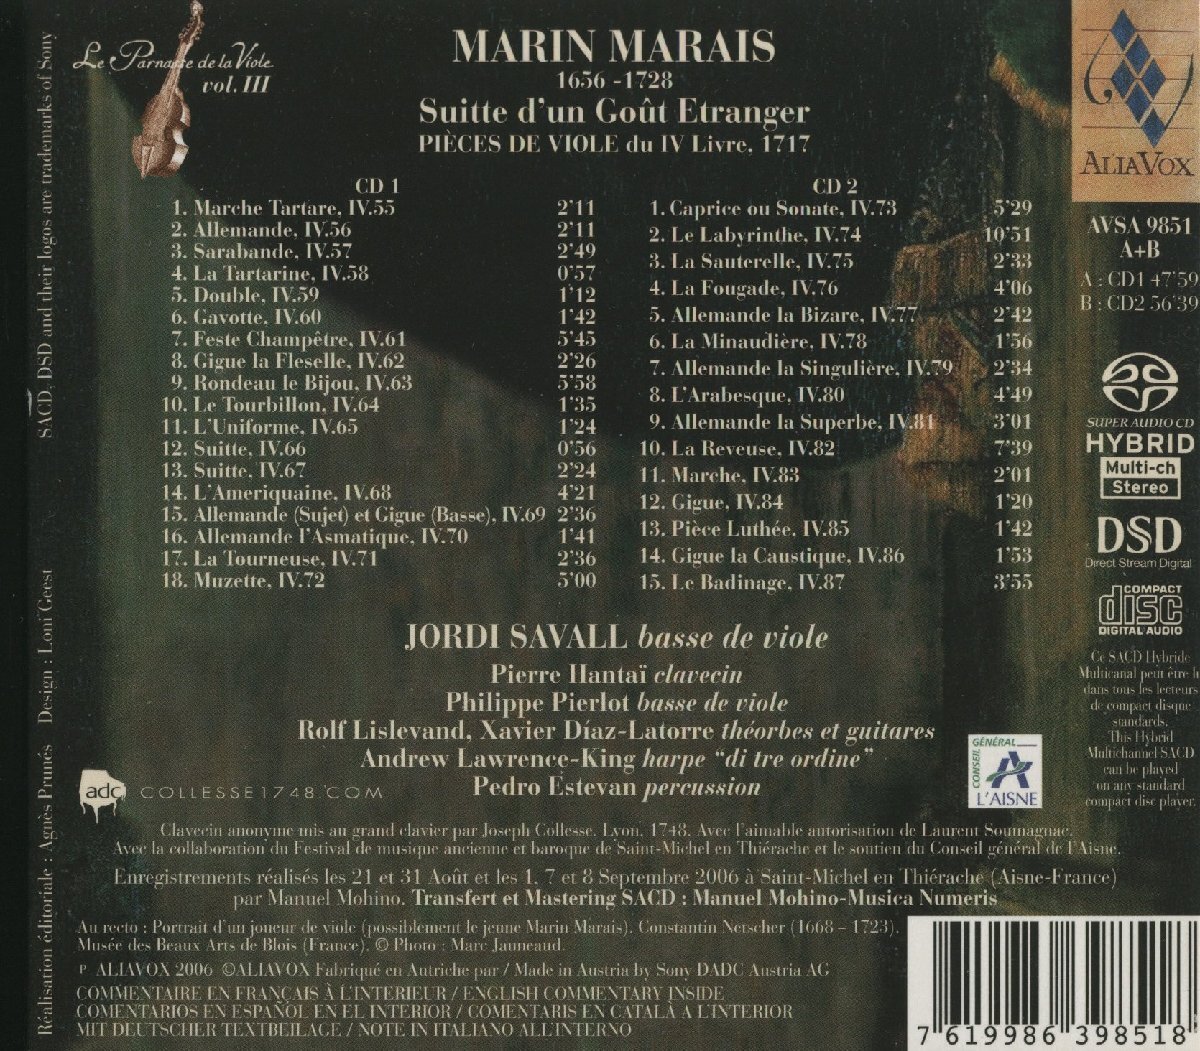 Le Parnasse de la Viole
vol. III
MARIN MARAIS
1656 -1728
Suitte d'un Goût Etranger
PIÈCES DE VIOLE du IV Livre, 1717
CD 1
1. Marche Tartare, IV.55 2'11
2. Allemande, IV.56 2'11
3. Sarabande, IV.57 2'49
4. La Tartarine, IV.58 0'57
5. Double, IV.59 1'12
6. Gavotte, IV.60 1'42
7. Feste Champêtre, IV.61 5'45
8. Gigue la Fleselle, IV.62 2'26
9. Rondeau le Bijou, IV.63 5'58
10. Le Tourbillon, IV.64 1'35
11. L'Uniforme, IV.65 1'24
12. Suitte, IV.66 0'56
13. Suitte, IV.67 2'24
14. L'Ameriquaine, IV.68 4'21
15. Allemande (Sujet) et Gigue (Basse), IV.69 2'36
16. Allemande l'Asmatique, IV.70 1'41
17. La Tourneuse, IV.71 2'36
18. Muzette, IV.72 5'00
CD 2
1. Caprice ou Sonate, IV.73 5'29
2. Le Labyrinthe, IV.74 10'51
3. La Sauterelle, IV.75 2'33
4. La Fougade, IV.76 4'06
5. Allemande la Bizare, IV.77 2'42
6. La Minaudière, IV.78 1'56
7. Allemande la Singulière, IV.79 2'34
8. L'Arabesque, IV.80 4'49
9. Allemande la Superbe, IV.81 3'01
10. La Reveuse, IV.82 7'39
11. Marche, IV.83 2'01
12. Gigue, IV.84 1'20
13. Pièce Luthée, IV.85 1'42
14. Gigue la Caustique, IV.86 1'53
15. Le Badinage, IV.87 3'55
JORDI SAVALL basse de viole
Pierre Hantaï clavecin
Philippe Pierlot basse de viole
Rolf Lislevand, Xavier Díaz-Latorre théorbes et guitares
Andrew Lawrence-King harpe "di tre ordine"
Pedro Estevan percussion
adc COLLESSE1748.COM
CONSEIL GÉNÉRAL
L'AISNE
Clavecin anonyme mis au grand clavier par Joseph Collesse, Lyon, 1748. Avec l'aimable autorisation de Laurent Soumagnac.
Avec la collaboration du Festival de musique ancienne et baroque de Saint-Michel en Thiérache et le soutien du Conseil général de l'Aisne.
Enregistrements réalisés les 21 et 31 Août et les 1, 7 et 8 Septembre 2006 à Saint-Michel en Thiérache (Aisne-France)
par Manuel Mohino. Transfert et Mastering SACD : Manuel Mohino-Musica Numeris
Au recto : Portrait d'un joueur de viole (possiblement le jeune Marin Marais). Constantin Netscher (1668 – 1723).
Musée des Beaux Arts de Blois (France). © Photo : Marc Jauneaud.
P ALIAVOX 2006 ©ALIAVOX Fabriqué en Autriche par / Made in Austria by Sony DADC Austria AG
COMMENTAIRE EN FRANÇAIS À L'INTERIEUR / ENGLISH COMMENTARY INSIDE
COMENTARIOS EN ESPAÑOL EN EL INTERIOR / COMENTARIS EN CATALÀ A L'INTERIOR
MIT DEUTSCHER TEXTBEILAGE / NOTE IN ITALIANO ALL'INTERNO
ALIAVOX
AVSA 9851
A+B
A : CD1 47'59
B : CD2 56'39
SUPER AUDIO CD
HYBRID
Multi-ch
Stereo
DSD
Direct Stream Digital
COMPACT
disc
DIGITAL AUDIO
Ce SACD Hybride
Multicanal peut être l
dans tous les lecteurs
de compact disque
standards.
This Hybrid
Multichannel SACD
can be played
on any standard
compact disc player.
7 619986 398518
Réalisation éditoriale : Agnès Prunés Design : Loní Geest SACD, DSD and their logos are trademarks of Sony